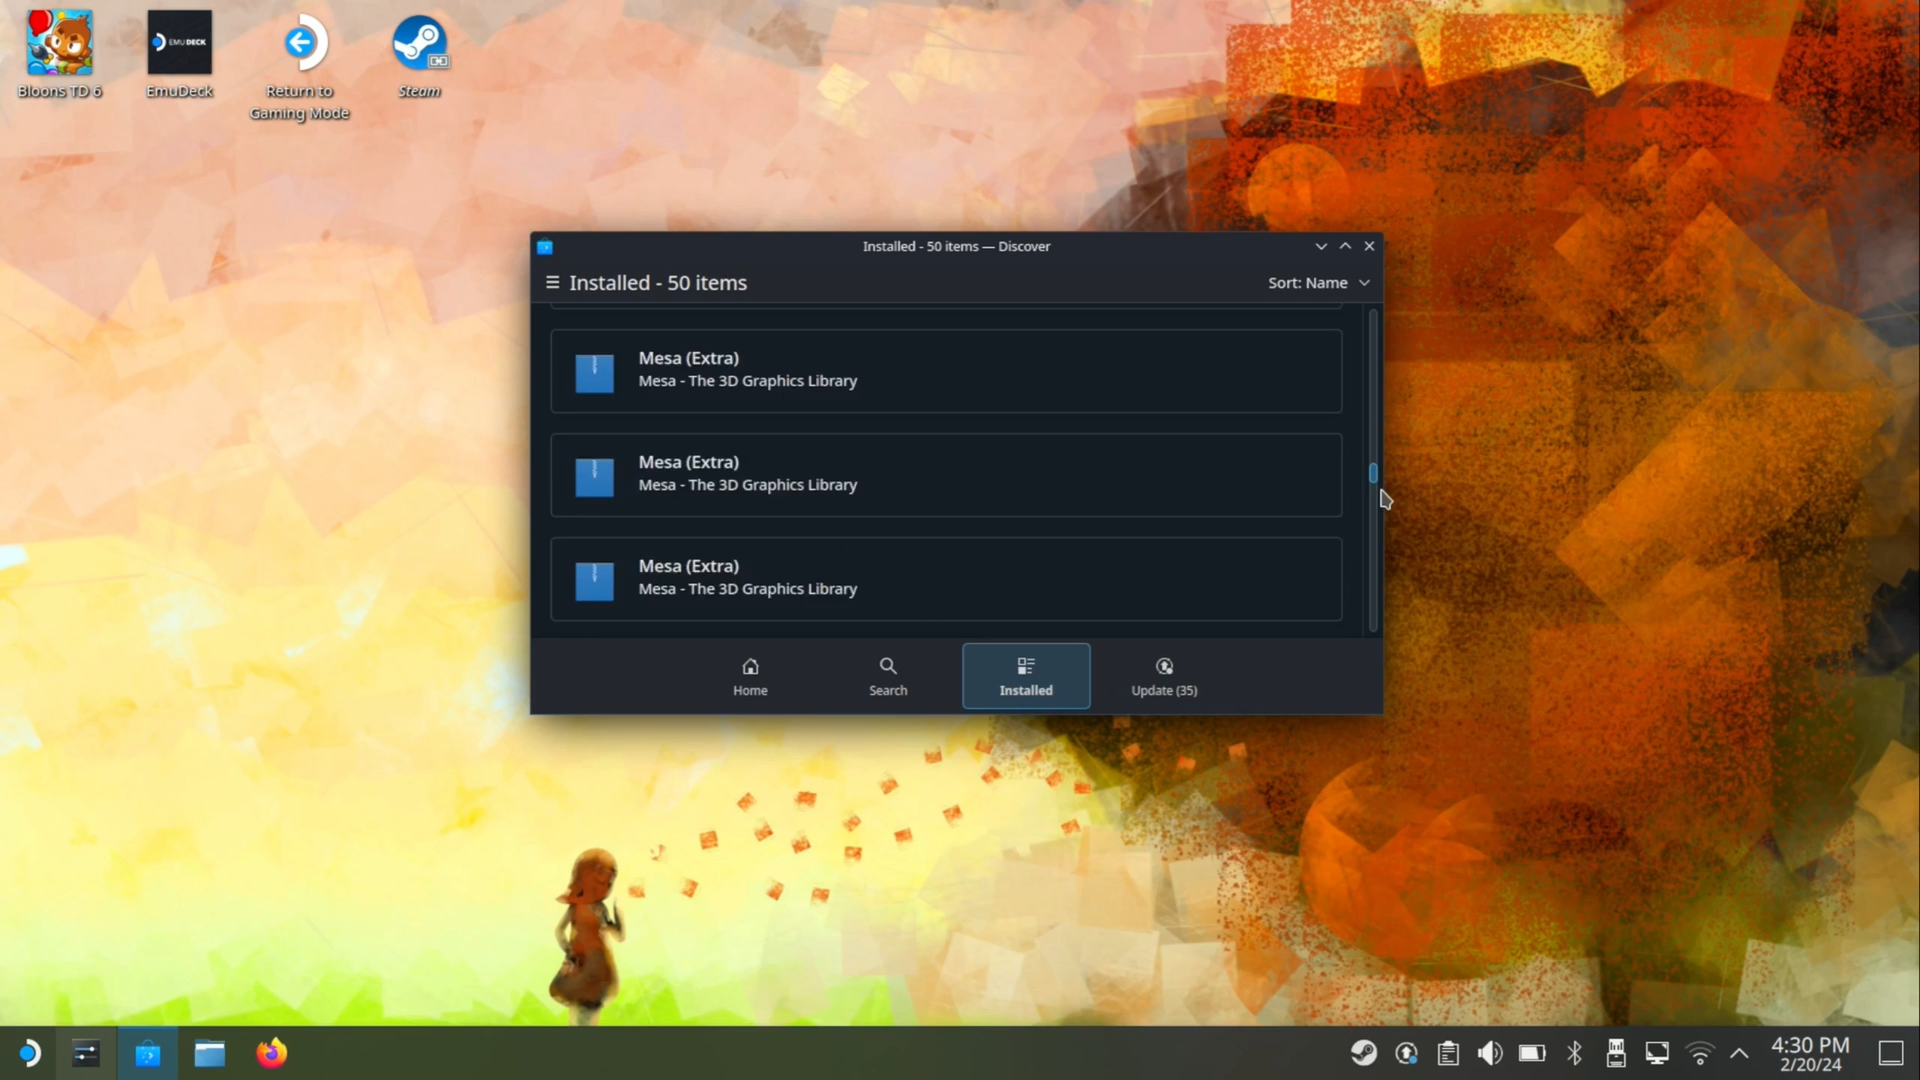 Bloons TD 6
EMUDECK
EmuDeck
Return to
Gaming Mode
Steam
Installed - 50 items — Discover
Installed - 50 items
Sort: Name
Mesa (Extra)
Mesa - The 3D Graphics Library
Mesa (Extra)
Mesa - The 3D Graphics Library
Mesa (Extra)
Mesa - The 3D Graphics Library
Home
Search
Installed
Update (35)
4:30 PM
2/20/24